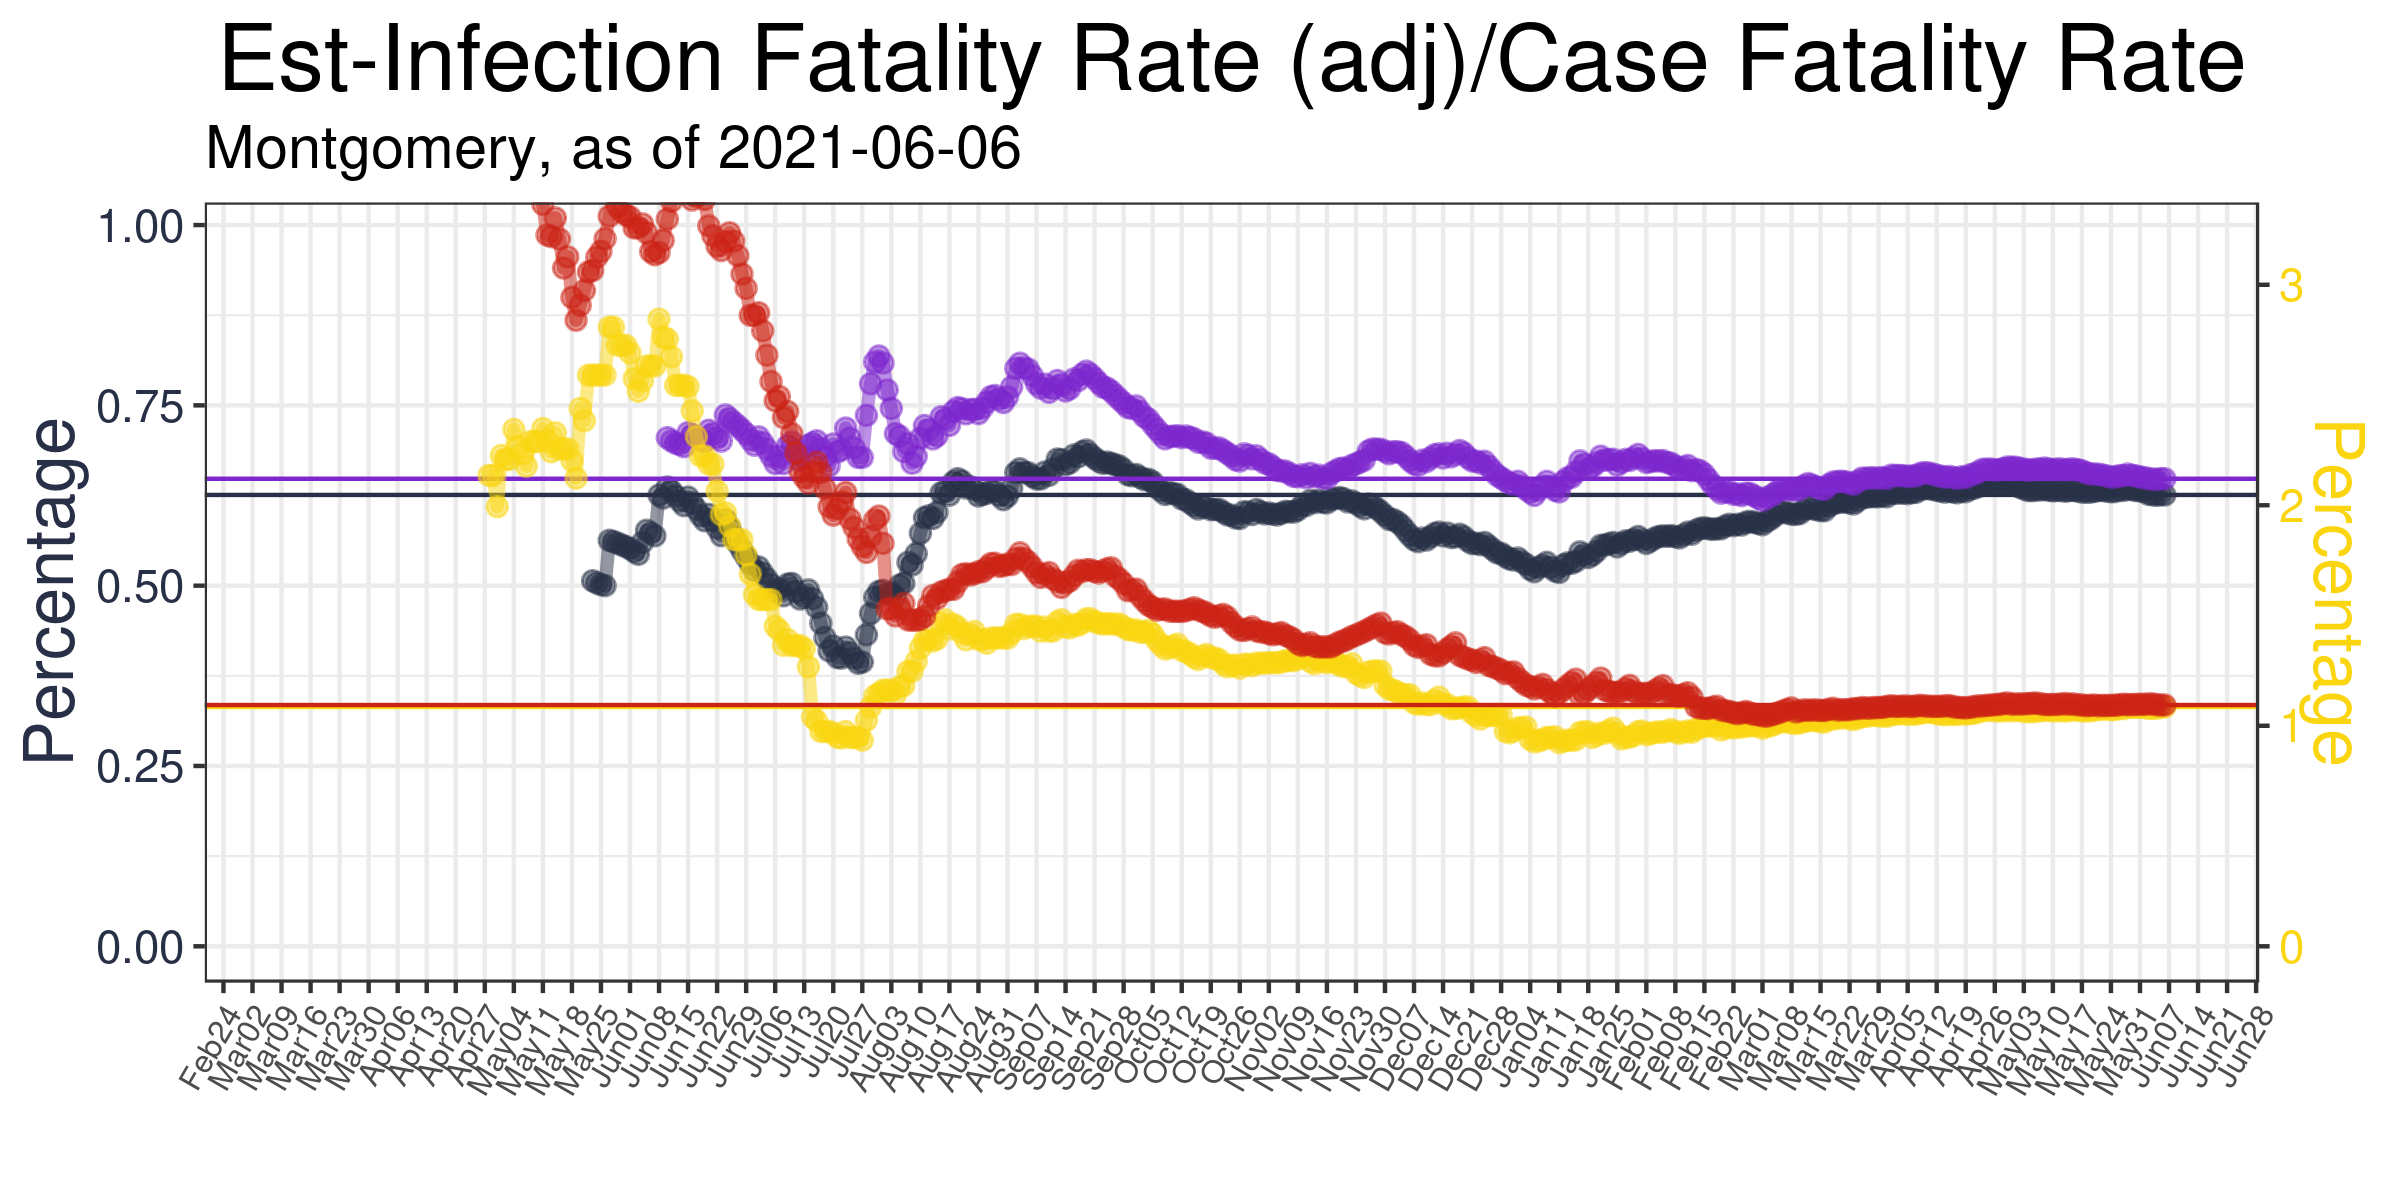 Est-Infection Fatality Rate (adj)/Case Fatality Rate
Montgomery, as of 2021-06-06
Percentage
1.00
0.75
0.50
0.25
0.00
3
2
1
0
Percentage
Feb24
Mar02
Mar09
Mar16
Mar23
Mar30
Apr06
Apr13
Apr20
Apr27
May04
May11
May18
May25
Jun01
Jun08
Jun15
Jun22
Jun29
Jul06
Jul13
Jul20
Jul27
Aug03
Aug10
Aug17
Aug24
Aug31
Sep07
Sep14
Sep21
Sep28
Oct05
Oct12
Oct19
Oct26
Nov02
Nov09
Nov16
Nov23
Nov30
Dec07
Dec14
Dec21
Dec28
Jan04
Jan11
Jan18
Jan25
Feb01
Feb08
Feb15
Feb22
Mar01
Mar08
Mar15
Mar22
Mar29
Apr05
Apr12
Apr19
Apr26
May03
May10
May17
May24
May31
Jun07
Jun14
Jun21
Jun28